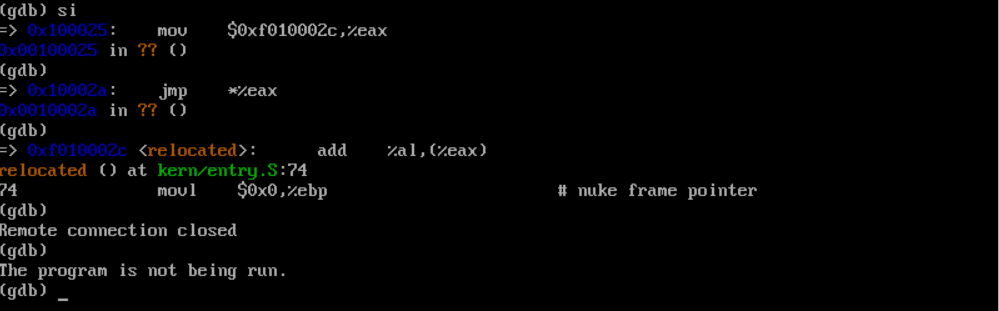 (gdb) si
=> 0x100025:    mov    $0xf010002c,%eax
0x00100025 in ?? ()
(gdb)
=> 0x10002a:    jmp    *%eax
0x0010002a in ?? ()
(gdb)
=> 0xf010002c <relocated>:      add    %al,(%eax)
relocated () at kern/entry.S:74
74              movl    $0x0,%ebp                       # nuke frame pointer
(gdb)
Remote connection closed
(gdb)
The program is not being run.
(gdb) _